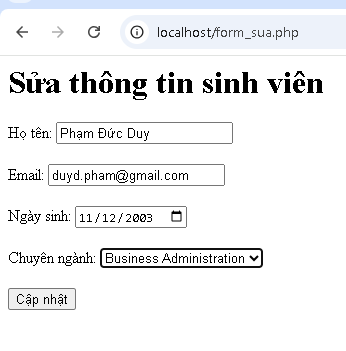 localhost/form_sua.php
Sửa thông tin sinh viên
Họ tên: Phạm Đức Duy
Email: duyd.pham@gmail.com
Ngày sinh: 11/12/2003
Chuyên ngành: Business Administration
Cập nhật